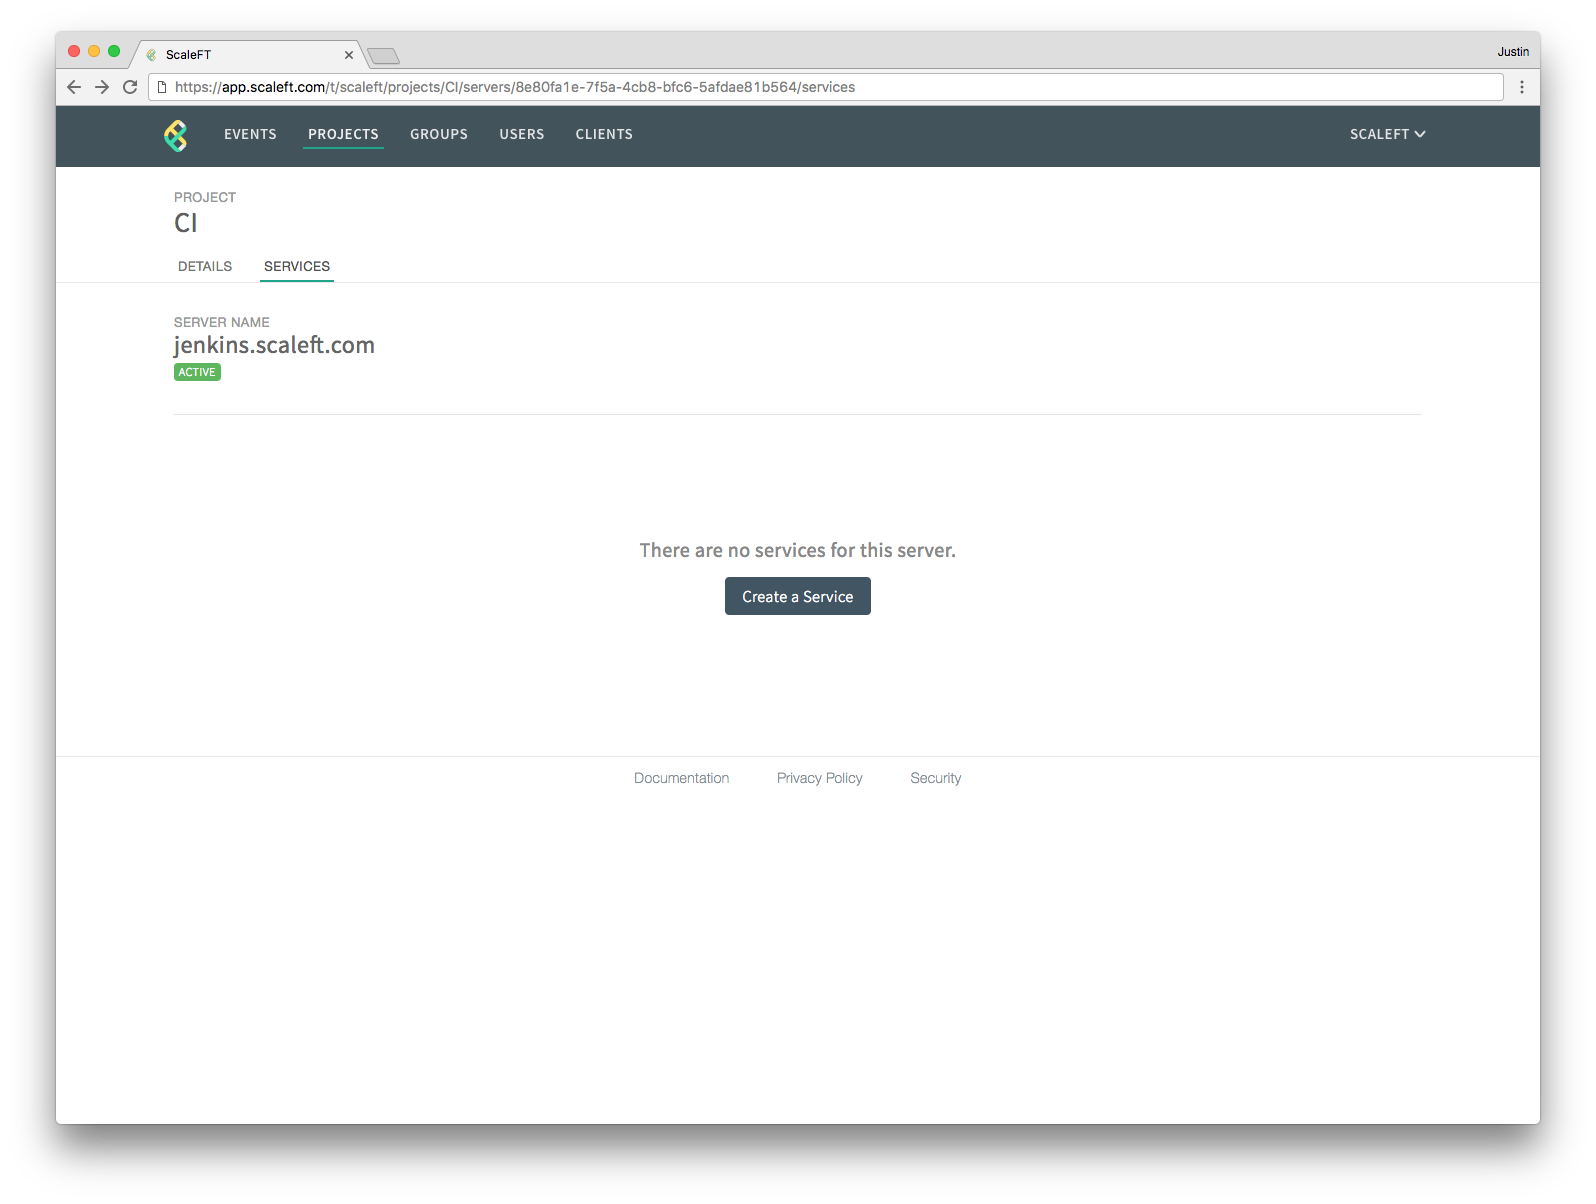 ScaleFT
Justin
https://app.scaleft.com/t/scaleft/projects/CI/servers/8e80fa1e-7f5a-4cb8-bfc6-5afdae81b564/services
EVENTS PROJECTS GROUPS USERS CLIENTS SCALEFT
PROJECT
CI
DETAILS SERVICES
SERVER NAME
jenkins.scaleft.com
ACTIVE
There are no services for this server.
Create a Service
Documentation Privacy Policy Security